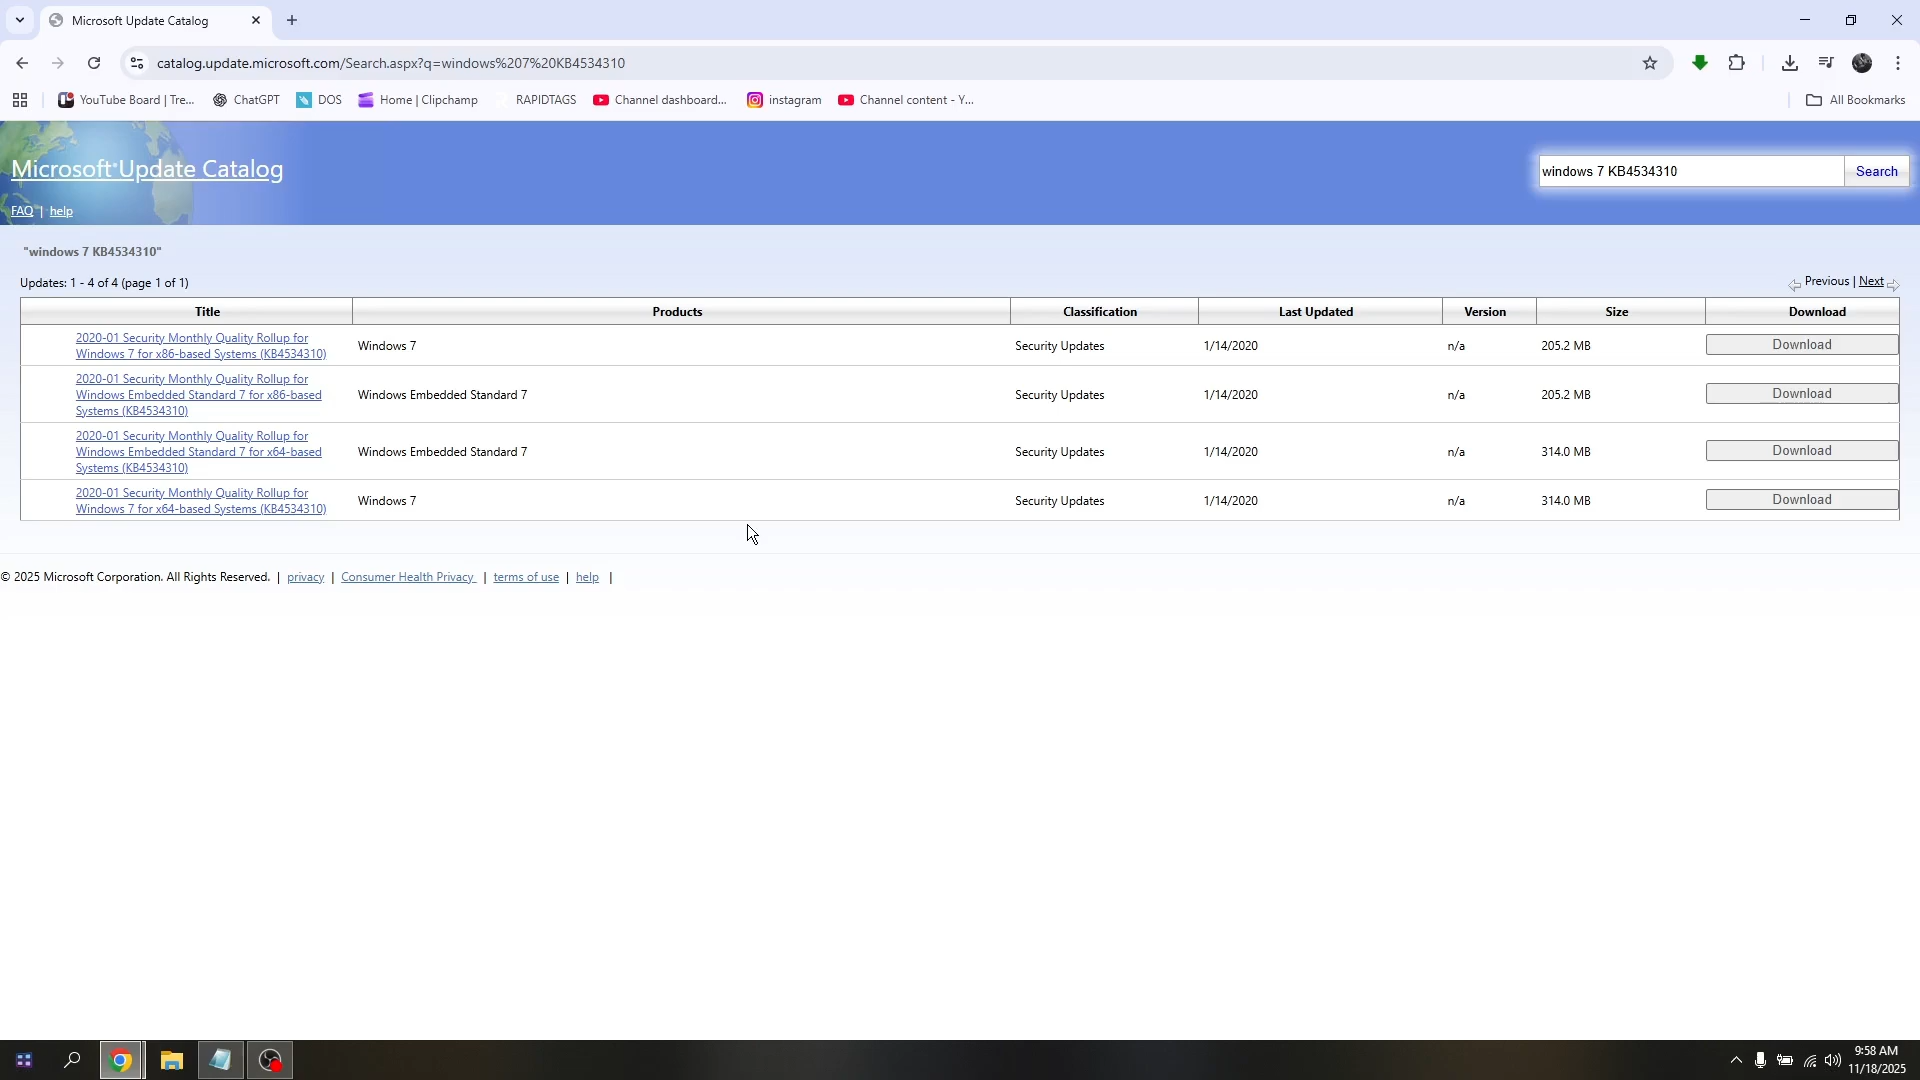 Microsoft Update Catalog
catalog.update.microsoft.com/Search.aspx?q=windows%207%20KB4534310
YouTube Board | Tre...
ChatGPT
DOS
Home | Clipchamp
RAPIDTAGS
Channel dashboard...
instagram
Channel content - Y...
All Bookmarks
Microsoft Update Catalog
windows 7 KB4534310
Search
FAQ | help
"windows 7 KB4534310"
Updates: 1 - 4 of 4 (page 1 of 1)
Previous | Next
Title Products Classification Last Updated Version Size Download
2020-01 Security Monthly Quality Rollup for
Windows 7 for x86-based Systems (KB4534310)
Windows 7 Security Updates 1/14/2020 n/a 205.2 MB Download
2020-01 Security Monthly Quality Rollup for
Windows Embedded Standard 7 for x86-based
Systems (KB4534310)
Windows Embedded Standard 7 Security Updates 1/14/2020 n/a 205.2 MB Download
2020-01 Security Monthly Quality Rollup for
Windows Embedded Standard 7 for x64-based
Systems (KB4534310)
Windows Embedded Standard 7 Security Updates 1/14/2020 n/a 314.0 MB Download
2020-01 Security Monthly Quality Rollup for
Windows 7 for x64-based Systems (KB4534310)
Windows 7 Security Updates 1/14/2020 n/a 314.0 MB Download
© 2025 Microsoft Corporation. All Rights Reserved. | privacy | Consumer Health Privacy | terms of use | help |
9:58 AM
11/18/2025